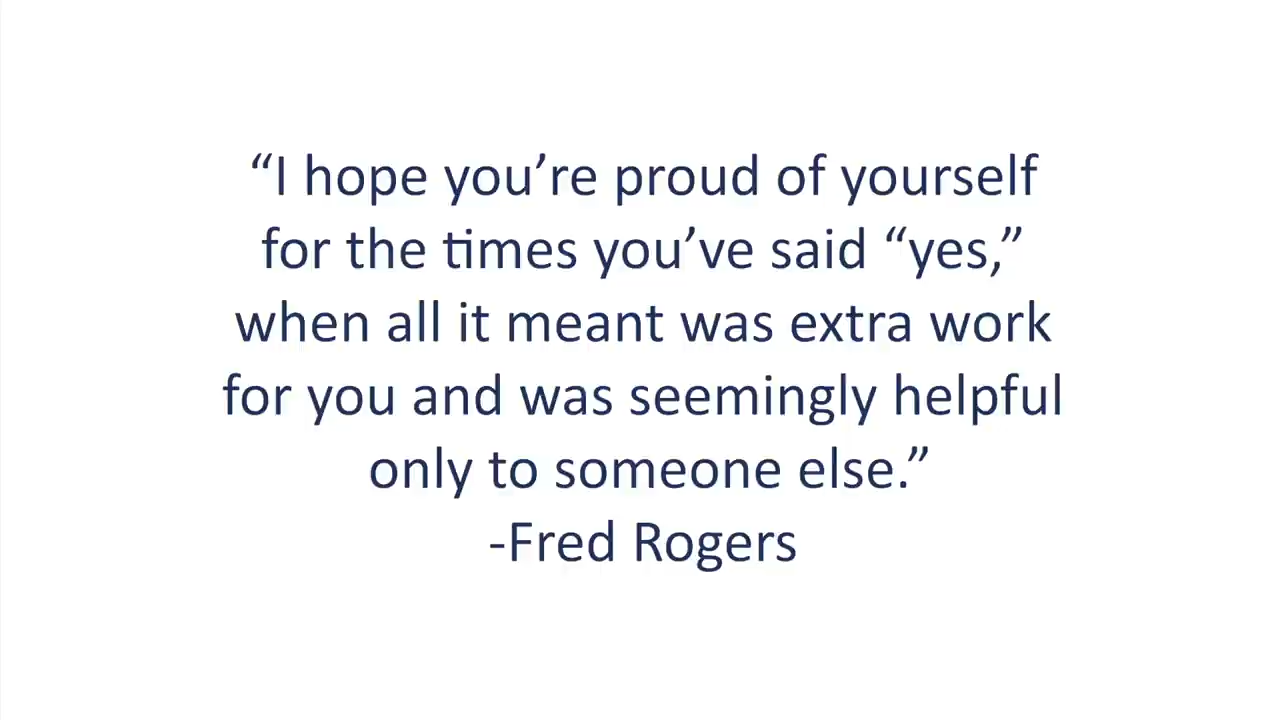 “I hope you’re proud of yourself
for the times you’ve said “yes,”
when all it meant was extra work
for you and was seemingly helpful
only to someone else.”
-Fred Rogers